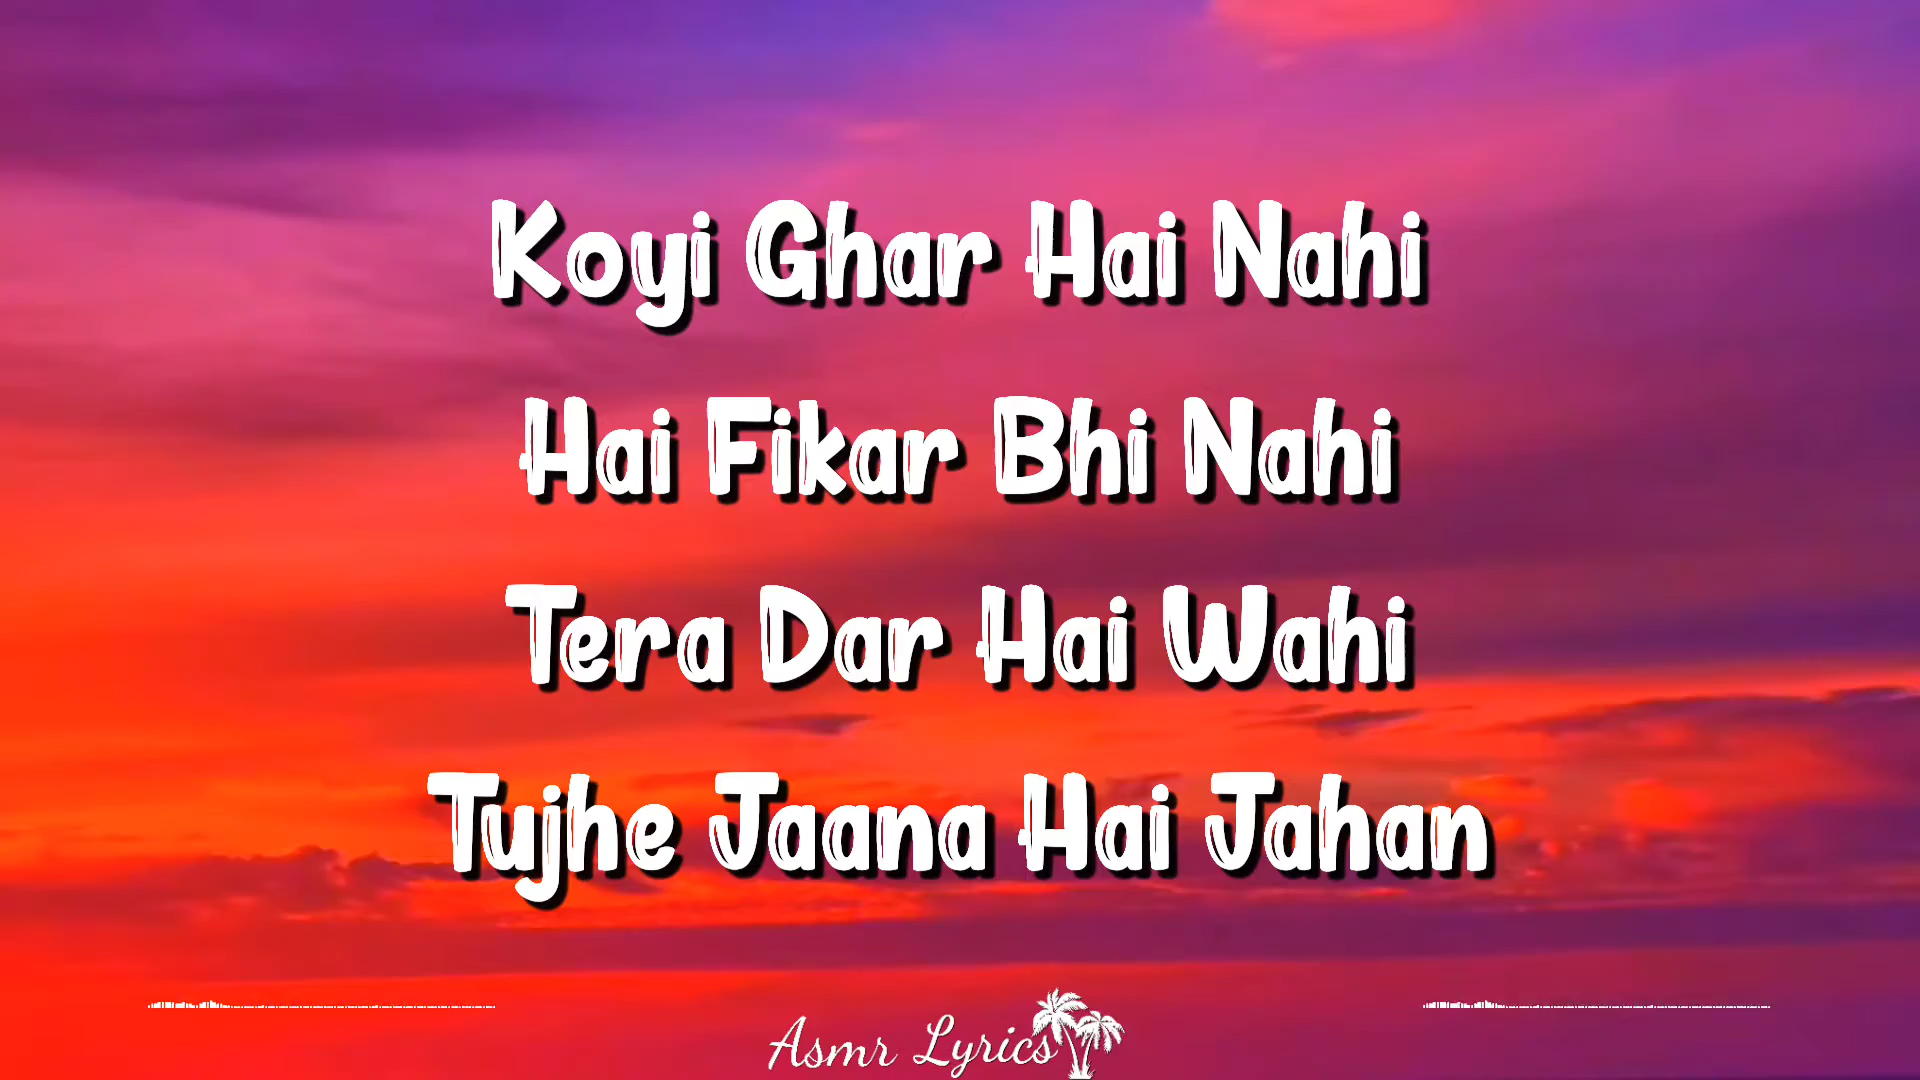 Koyi Ghar Hai Nahi
Hai Fikar Bhi Nahi
Tera Dar Hai Wahi
Tujhe Jaana Hai Jahan
Asmr Lyrics